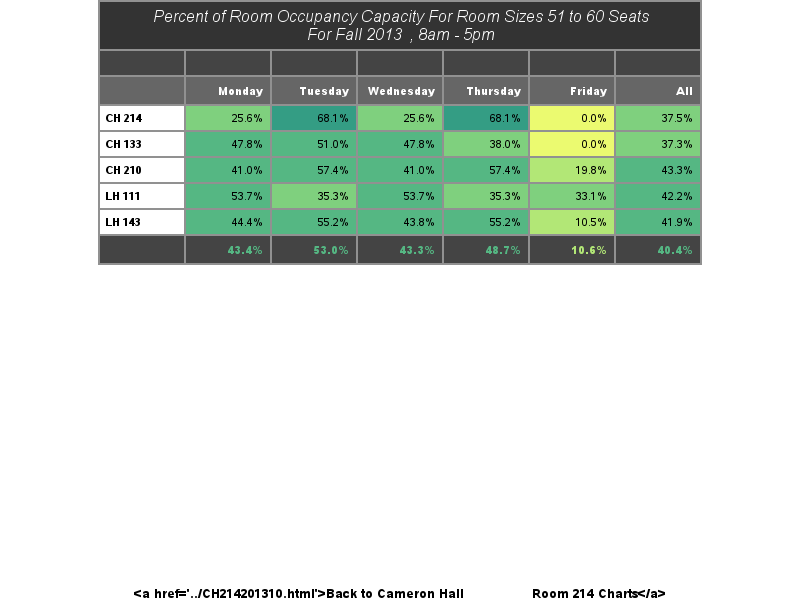 Percent of Room Occupancy Capacity For Room Sizes 51 to 60 Seats
For Fall 2013 , 8am - 5pm
Monday Tuesday Wednesday Thursday Friday All
CH 214 25.6% 68.1% 25.6% 68.1% 0.0% 37.5%
CH 133 47.8% 51.0% 47.8% 38.0% 0.0% 37.3%
CH 210 41.0% 57.4% 41.0% 57.4% 19.8% 43.3%
LH 111 53.7% 35.3% 53.7% 35.3% 33.1% 42.2%
LH 143 44.4% 55.2% 43.8% 55.2% 10.5% 41.9%
43.4% 53.0% 43.3% 48.7% 10.6% 40.4%
<a href='../CH214201310.html'>Back to Cameron Hall Room 214 Charts</a>